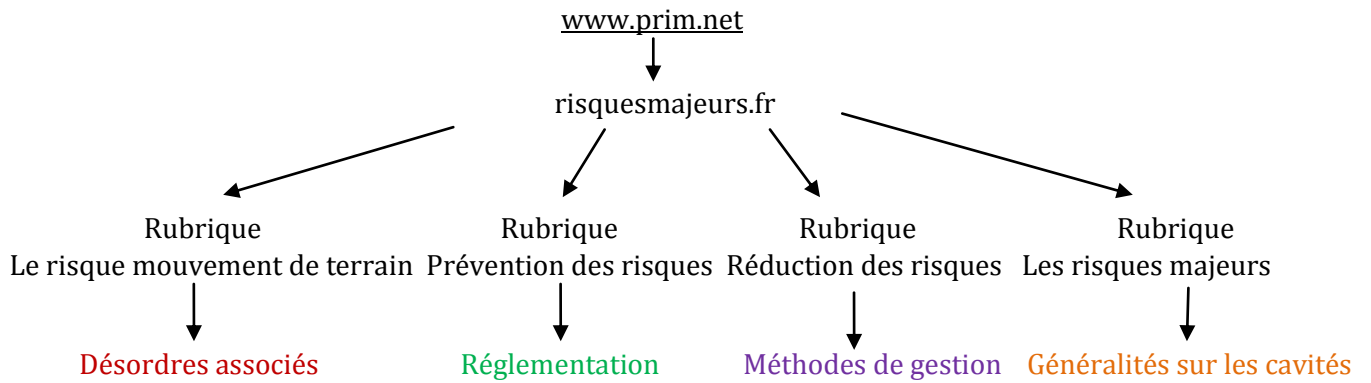 www.prim.net
risquesmajeurs.fr
Rubrique Rubrique Rubrique Rubrique
Le risque mouvement de terrain Prévention des risques Réduction des risques Les risques majeurs
Désordres associés Réglementation Méthodes de gestion Généralités sur les cavités